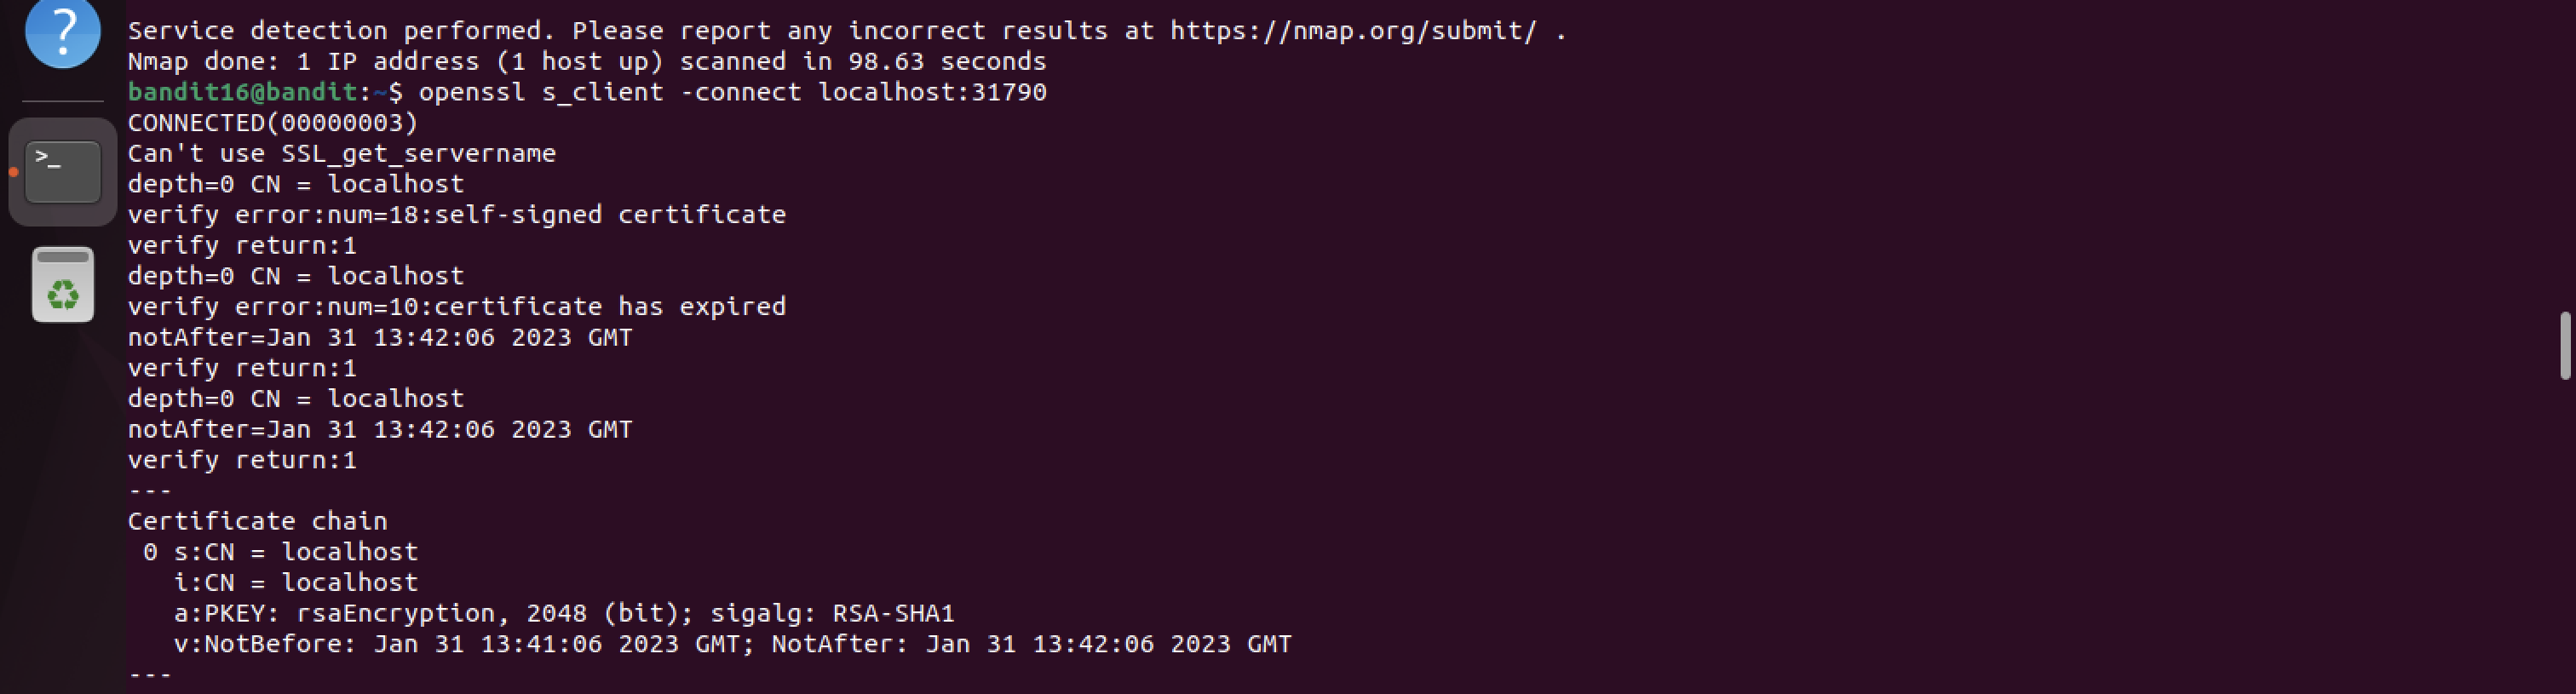 Service detection performed. Please report any incorrect results at https://nmap.org/submit/ .
Nmap done: 1 IP address (1 host up) scanned in 98.63 seconds
bandit16@bandit:~$ openssl s_client -connect localhost:31790
CONNECTED(00000003)
Can't use SSL_get_servername
depth=0 CN = localhost
verify error:num=18:self-signed certificate
verify return:1
depth=0 CN = localhost
verify error:num=10:certificate has expired
notAfter=Jan 31 13:42:06 2023 GMT
verify return:1
depth=0 CN = localhost
notAfter=Jan 31 13:42:06 2023 GMT
verify return:1
---
Certificate chain
 0 s:CN = localhost
   i:CN = localhost
   a:PKEY: rsaEncryption, 2048 (bit); sigalg: RSA-SHA1
   v:NotBefore: Jan 31 13:41:06 2023 GMT; NotAfter: Jan 31 13:42:06 2023 GMT
---